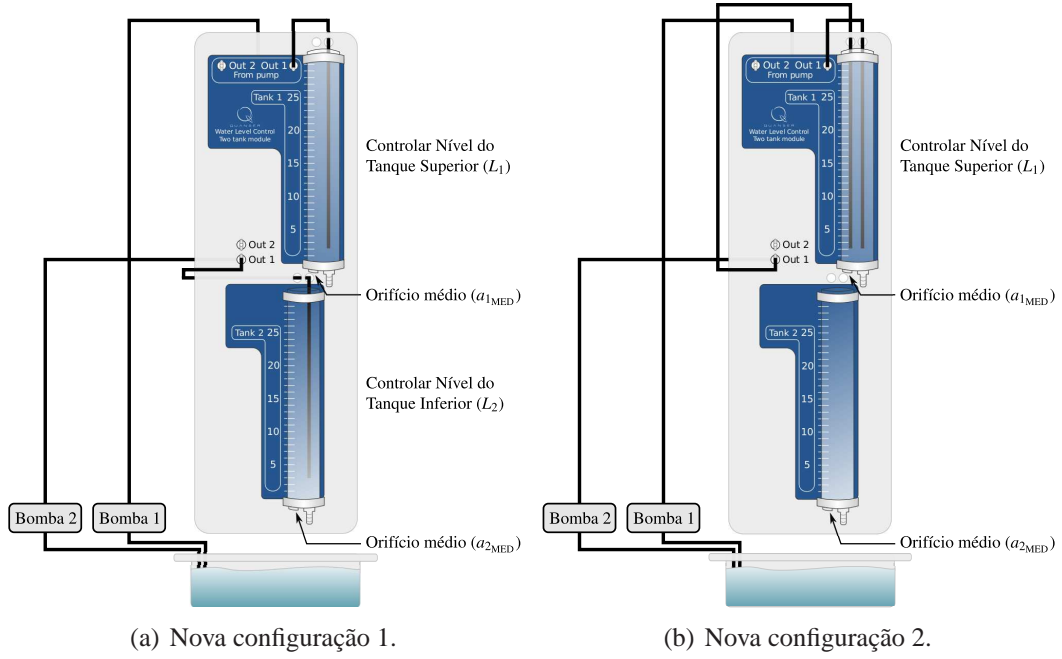 Out 2 Out 1
From pump
Tank 1 25
QUANSER
Water Level Control
Two tank module
20
15
10
5
Out 2
Out 1
Tank 2 25
20
15
10
5
Controlar Nível do
Tanque Superior (L1)
Orifício médio (a1MED)
Controlar Nível do
Tanque Inferior (L2)
Bomba 2
Bomba 1
Orifício médio (a2MED)
(a) Nova configuração 1.
Out 2 Out 1
From pump
Tank 1 25
QUANSER
Water Level Control
Two tank module
20
15
10
5
Out 2
Out 1
Tank 2 25
20
15
10
5
Controlar Nível do
Tanque Superior (L1)
Orifício médio (a1MED)
Bomba 2
Bomba 1
Orifício médio (a2MED)
(b) Nova configuração 2.